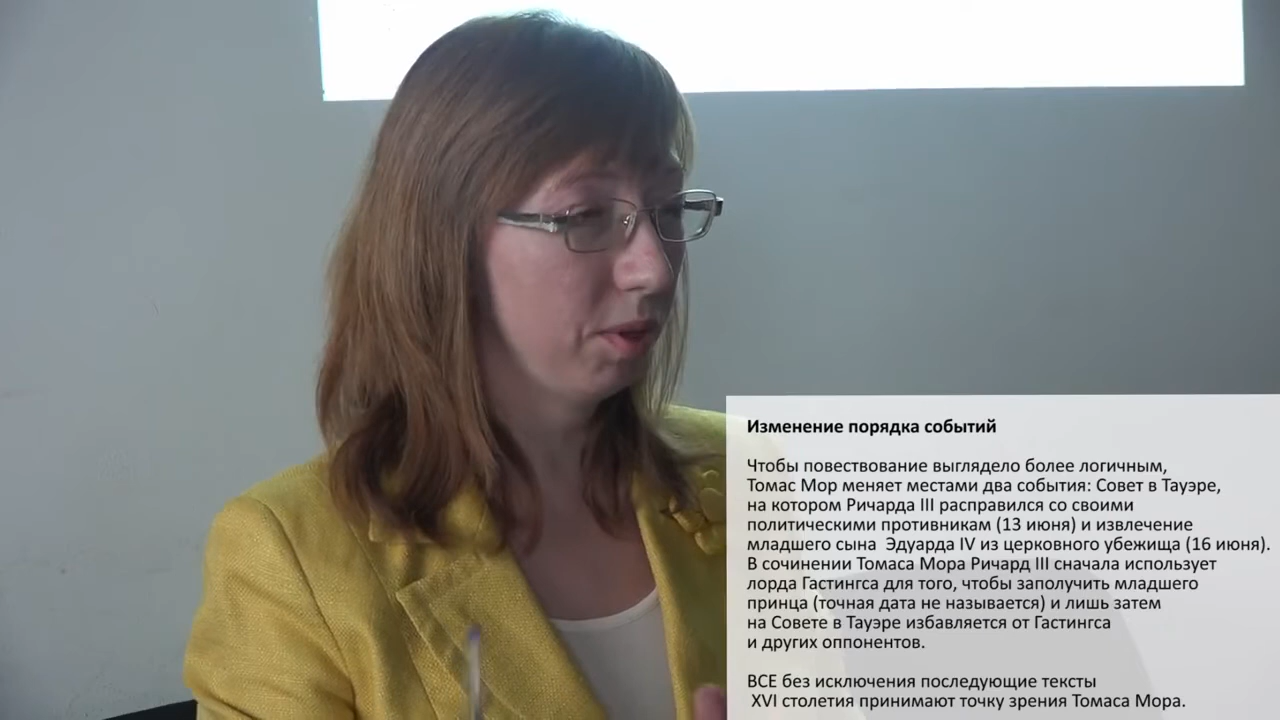 Изменение порядка событий
Чтобы повествование выглядело более логичным,
Томас Мор меняет местами два события: Совет в Тауэре,
на котором Ричарда III расправился со своими
политическими противникам (13 июня) и извлечение
младшего сына  Эдуарда IV из церковного убежища (16 июня).
В сочинении Томаса Мора Ричард III сначала использует
лорда Гастингса для того, чтобы заполучить младшего
принца (точная дата не называется) и лишь затем
на Совете в Тауэре избавляется от Гастингса
и других оппонентов.
ВСЕ без исключения последующие тексты
XVI столетия принимают точку зрения Томаса Мора.